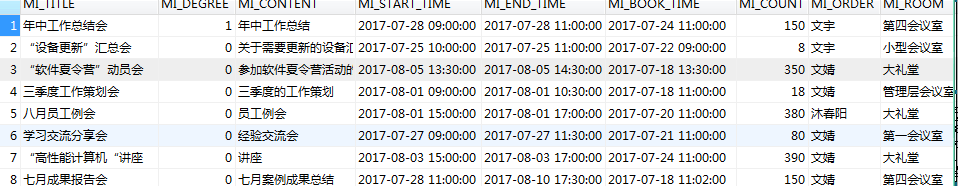 MI_TITLE MI_DEGREE MI_CONTENT MI_START_TIME MI_END_TIME MI_BOOK_TIME MI_COUNT MI_ORDER MI_ROOM
1 年中工作总结会 1 年中工作总结 2017-07-28 09:00:00 2017-07-28 11:00:00 2017-07-24 11:00:00 150 文宇 第四会议室
2 “设备更新”汇总会 0 关于需要更新的设备汇 2017-07-25 10:00:00 2017-07-25 11:00:00 2017-07-22 09:00:00 8 文宇 小型会议室
3 “软件夏令营”动员会 0 参加软件夏令营活动的 2017-08-05 13:30:00 2017-08-05 14:30:00 2017-07-18 13:30:00 350 文婧 大礼堂
4 三季度工作策划会 0 三季度的工作策划 2017-08-01 09:00:00 2017-08-01 10:30:00 2017-07-18 11:00:00 18 文婧 管理层会议室
5 八月员工例会 0 员工例会 2017-08-01 15:00:00 2017-08-01 17:00:00 2017-07-20 11:00:00 380 沐春阳 大礼堂
6 学习交流分享会 0 经验交流会 2017-07-27 09:00:00 2017-07-27 11:30:00 2017-07-21 11:00:00 80 文婧 第一会议室
7 “高性能计算机“讲座 0 讲座 2017-08-03 15:00:00 2017-08-03 17:00:00 2017-07-24 11:00:00 390 文婧 大礼堂
8 七月成果报告会 0 七月案例成果总结 2017-07-28 11:00:00 2017-08-10 17:30:00 2017-07-18 11:02:00 150 文婧 第四会议室